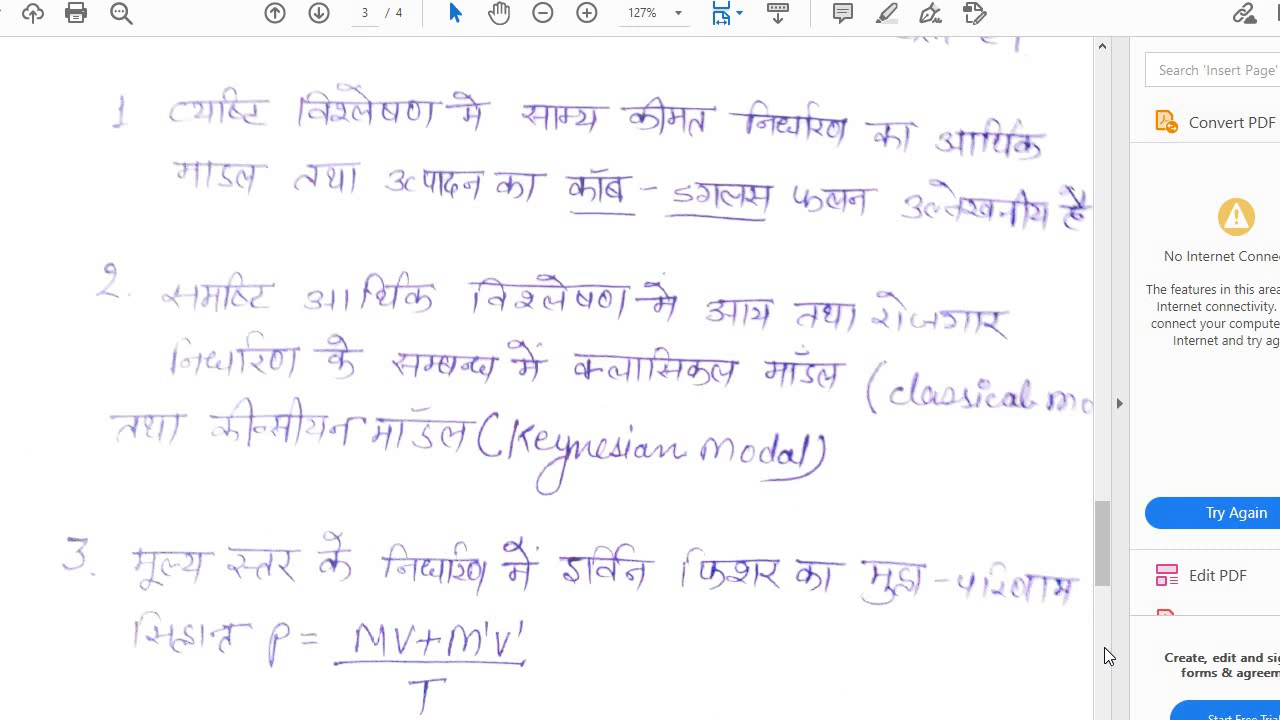 3 / 4
127%
Search 'Insert Page'
1 व्यष्टि विश्लेषण मे साम्य कीमत निर्धारण का आर्थिक
माडल तथा उत्पादन का कॉब - डगलस फलन उल्लेखनीय है
2. समष्टि आर्थिक विश्लेषण मे आय तथा रोजगार
निर्धारण के सम्बन्ध में क्लासिकल मॉडल (classical mo
तथा कीन्सीयन मॉडल (Keynesian modal)
3. मूल्य स्तर के निर्धारण में इर्विन फिशर का मुद्रा - परिणाम
सिद्धान्त P = MV+M'V'
T
Convert PDF
No Internet Conne
The features in this area
Internet connectivity.
connect your compute
Internet and try ag
Try Again
Edit PDF
Create, edit and sig
forms & agreem
Start Free Tria